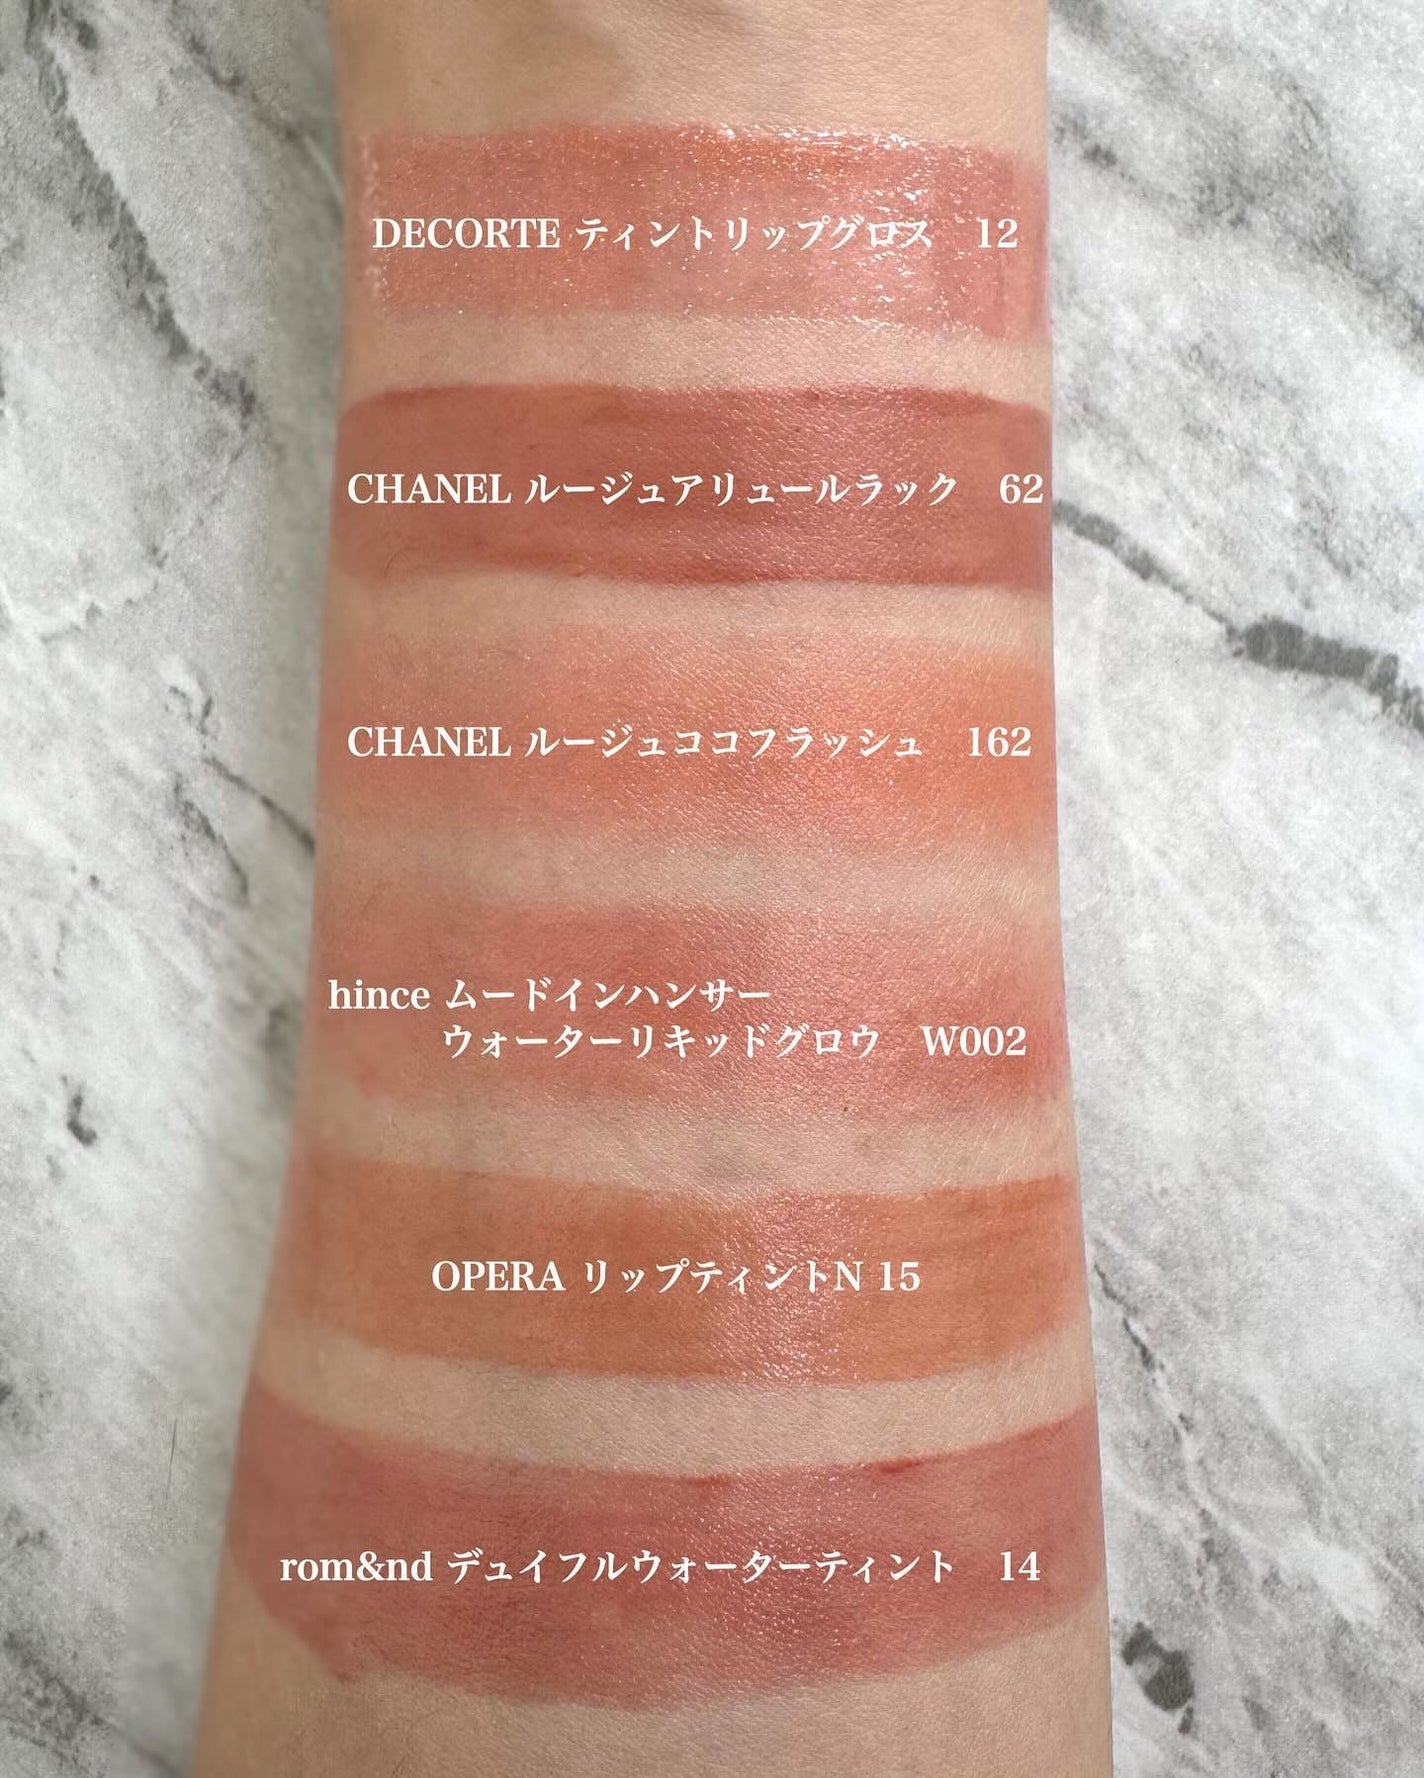 DECORTE ティントリップグロス　12
CHANEL ルージュアリュールラック　62
CHANEL ルージュココフラッシュ　162
hince ムードインハンサー
ウォーターリキッドグロウ　W002
OPERA リップティントN 15
rom&nd デュイフルウォーターティント　14